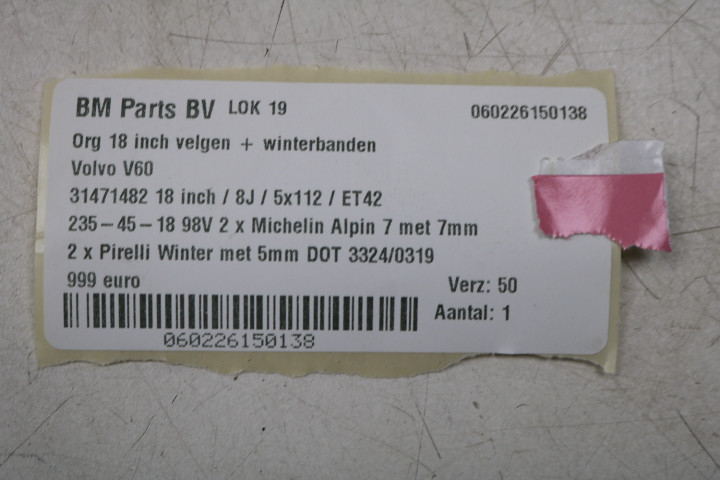 BM Parts BV LOK 19 060226150138
Org 18 inch velgen + winterbanden
Volvo V60
31471482 18 inch / 8J / 5x112 / ET42
235-45-18 98V 2 x Michelin Alpin 7 met 7mm
2 x Pirelli Winter met 5mm DOT 3324/0319
999 euro Verz: 50
Aantal: 1
060226150138